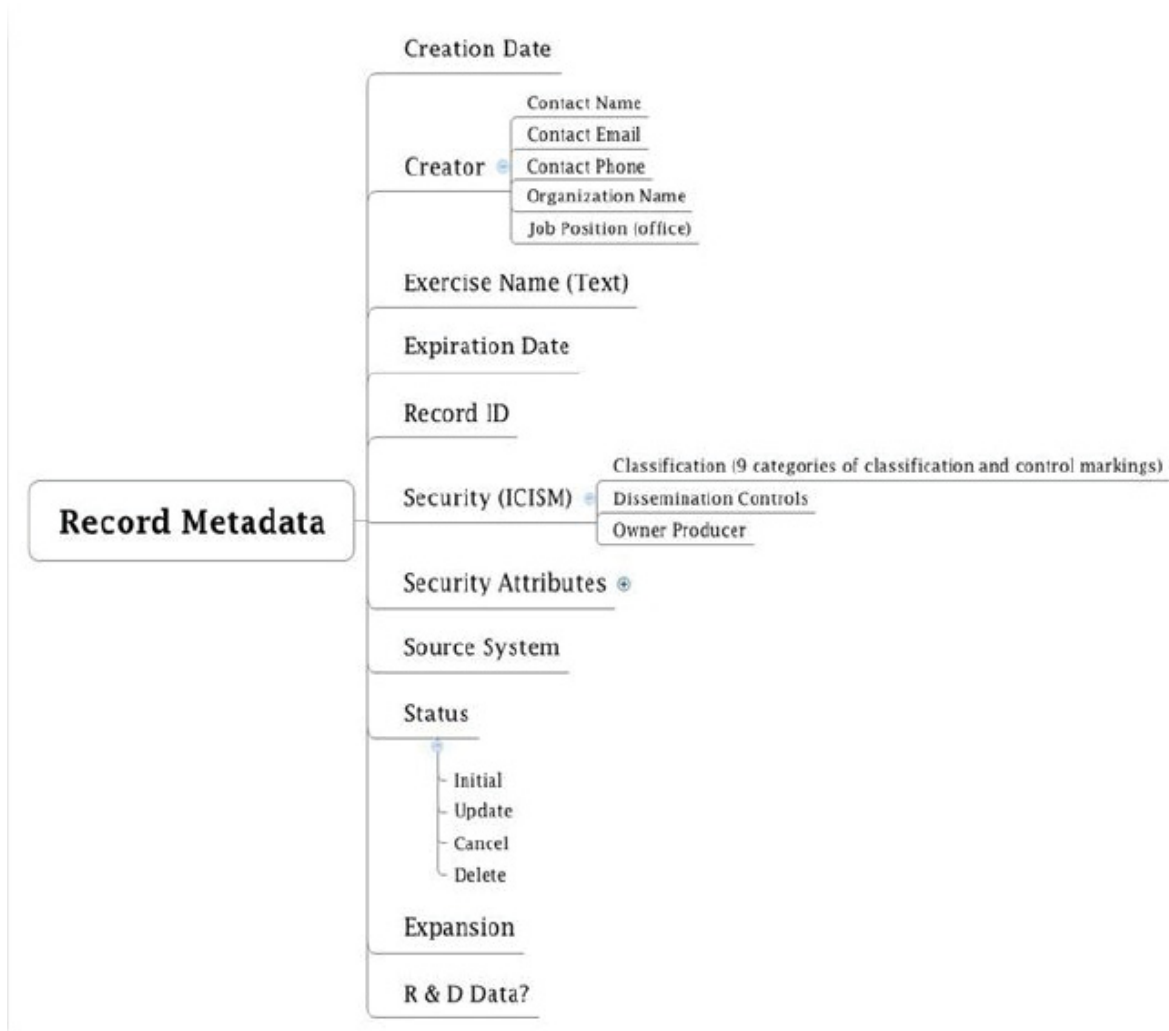 Creation Date
Contact Name
Contact Email
Creator
Contact Phone
Organization Name
Job Position (office)
Exercise Name (Text)
Expiration Date
Record ID
Classification (9 categories of classification and control markings)
Security (ICISM)
Dissemination Controls
Owner Producer
Record Metadata
Security Attributes
Source System
Status
Initial
Update
Cancel
Delete
Expansion
R & D Data?